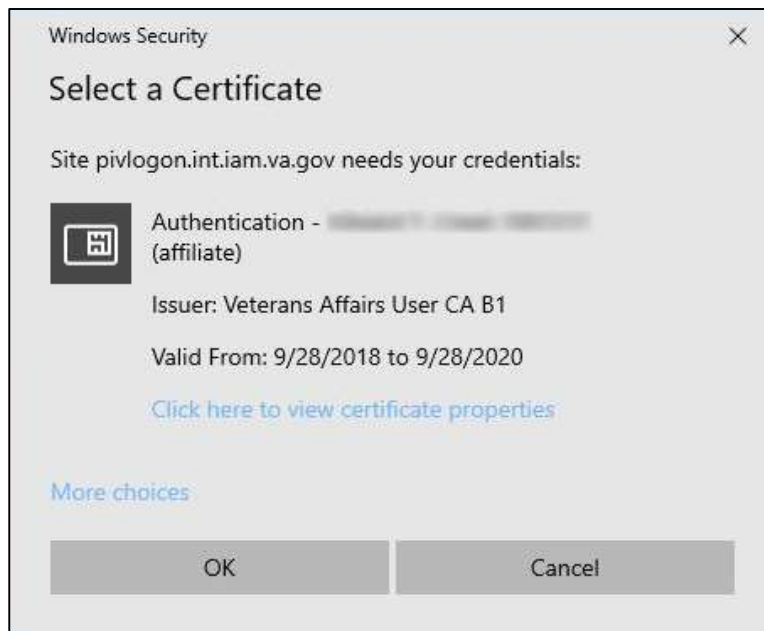 Windows Security
Select a Certificate
Site pivlogon.int.iam.va.gov needs your credentials:
Authentication -
(affiliate)
Issuer: Veterans Affairs User CA B1
Valid From: 9/28/2018 to 9/28/2020
Click here to view certificate properties
More choices
OK
Cancel